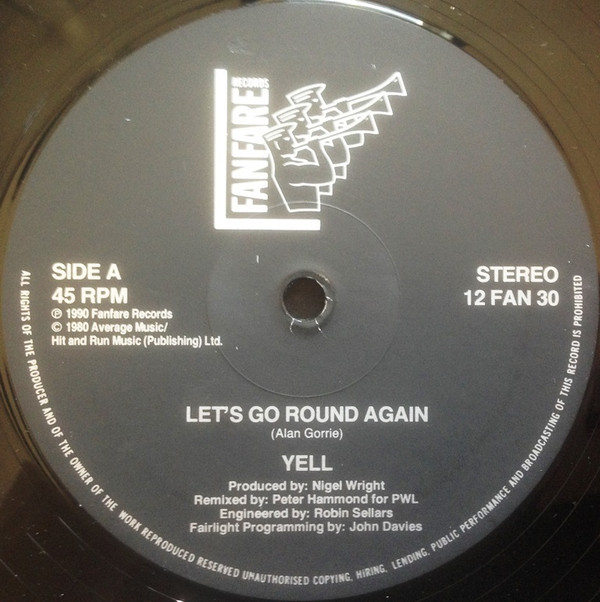 FANFARE RECORDS
SIDE A
45 RPM
℗ 1990 Fanfare Records
© 1980 Average Music/
Hit and Run Music (Publishing) Ltd.
STEREO
12 FAN 30
LET'S GO ROUND AGAIN
(Alan Gorrie)
YELL
Produced by: Nigel Wright
Remixed by: Peter Hammond for PWL
Engineered by: Robin Sellars
Fairlight Programming by: John Davies
ALL RIGHTS OF THE PRODUCER AND OF THE OWNER OF THE WORK REPRODUCED RESERVED UNAUTHORISED COPYING, HIRING, LENDING, PUBLIC PERFORMANCE AND BROADCASTING OF THIS RECORD IS PROHIBITED